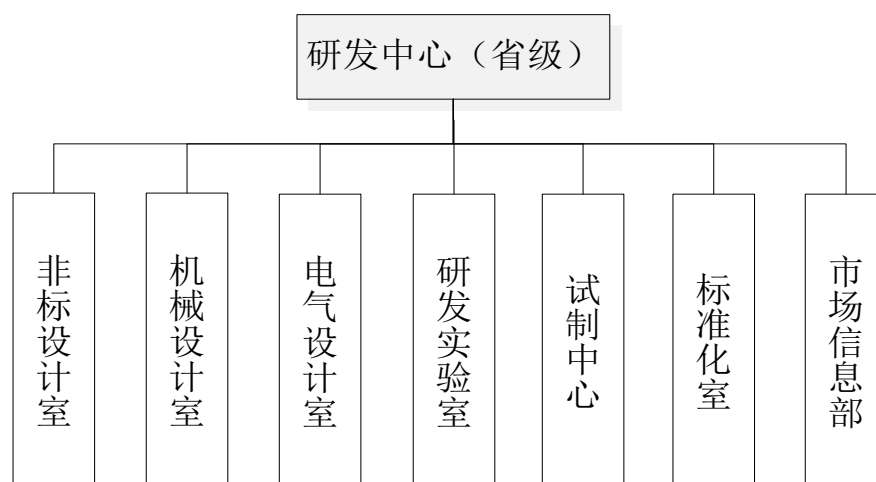 研发中心（省级）
非标设计室
机械设计室
电气设计室
研发实验室
试制中心
标准化室
市场信息部